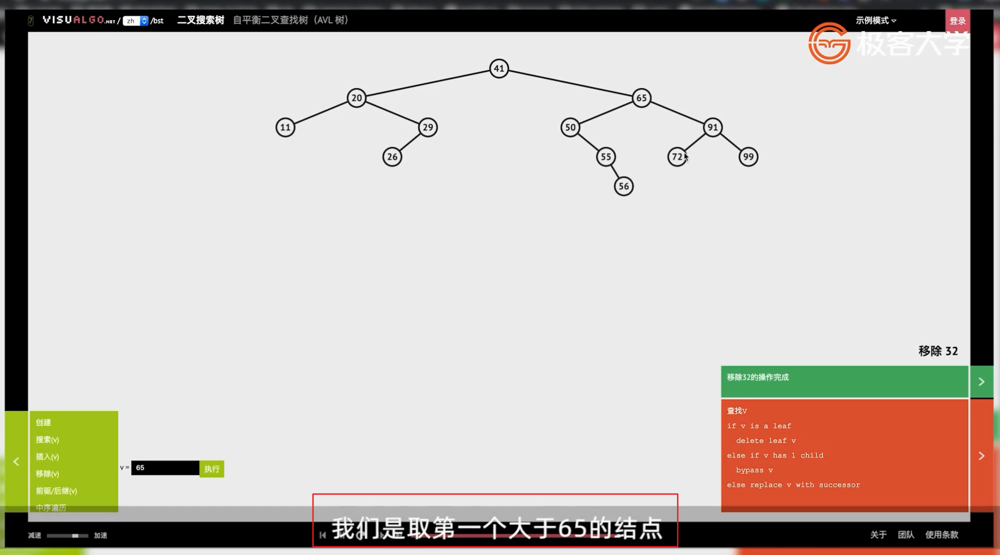 7 VISUALGO.NET / zh /bst 二叉搜索树 自平衡二叉查找树（AVL 树） 示例模式 登录
极客大学
41
20 65
11 29 50 91
26 55 72 99
56
移除 32
移除32的操作完成
查找v
if v is a leaf
delete leaf v
else if v has 1 child
bypass v
else replace v with successor
创建
搜索(v)
插入(v)
移除(v)
前驱/后继(v)
中序遍历
v = 65 执行
我们是取第一个大于65的结点
减速 加速
关于 团队 使用条款